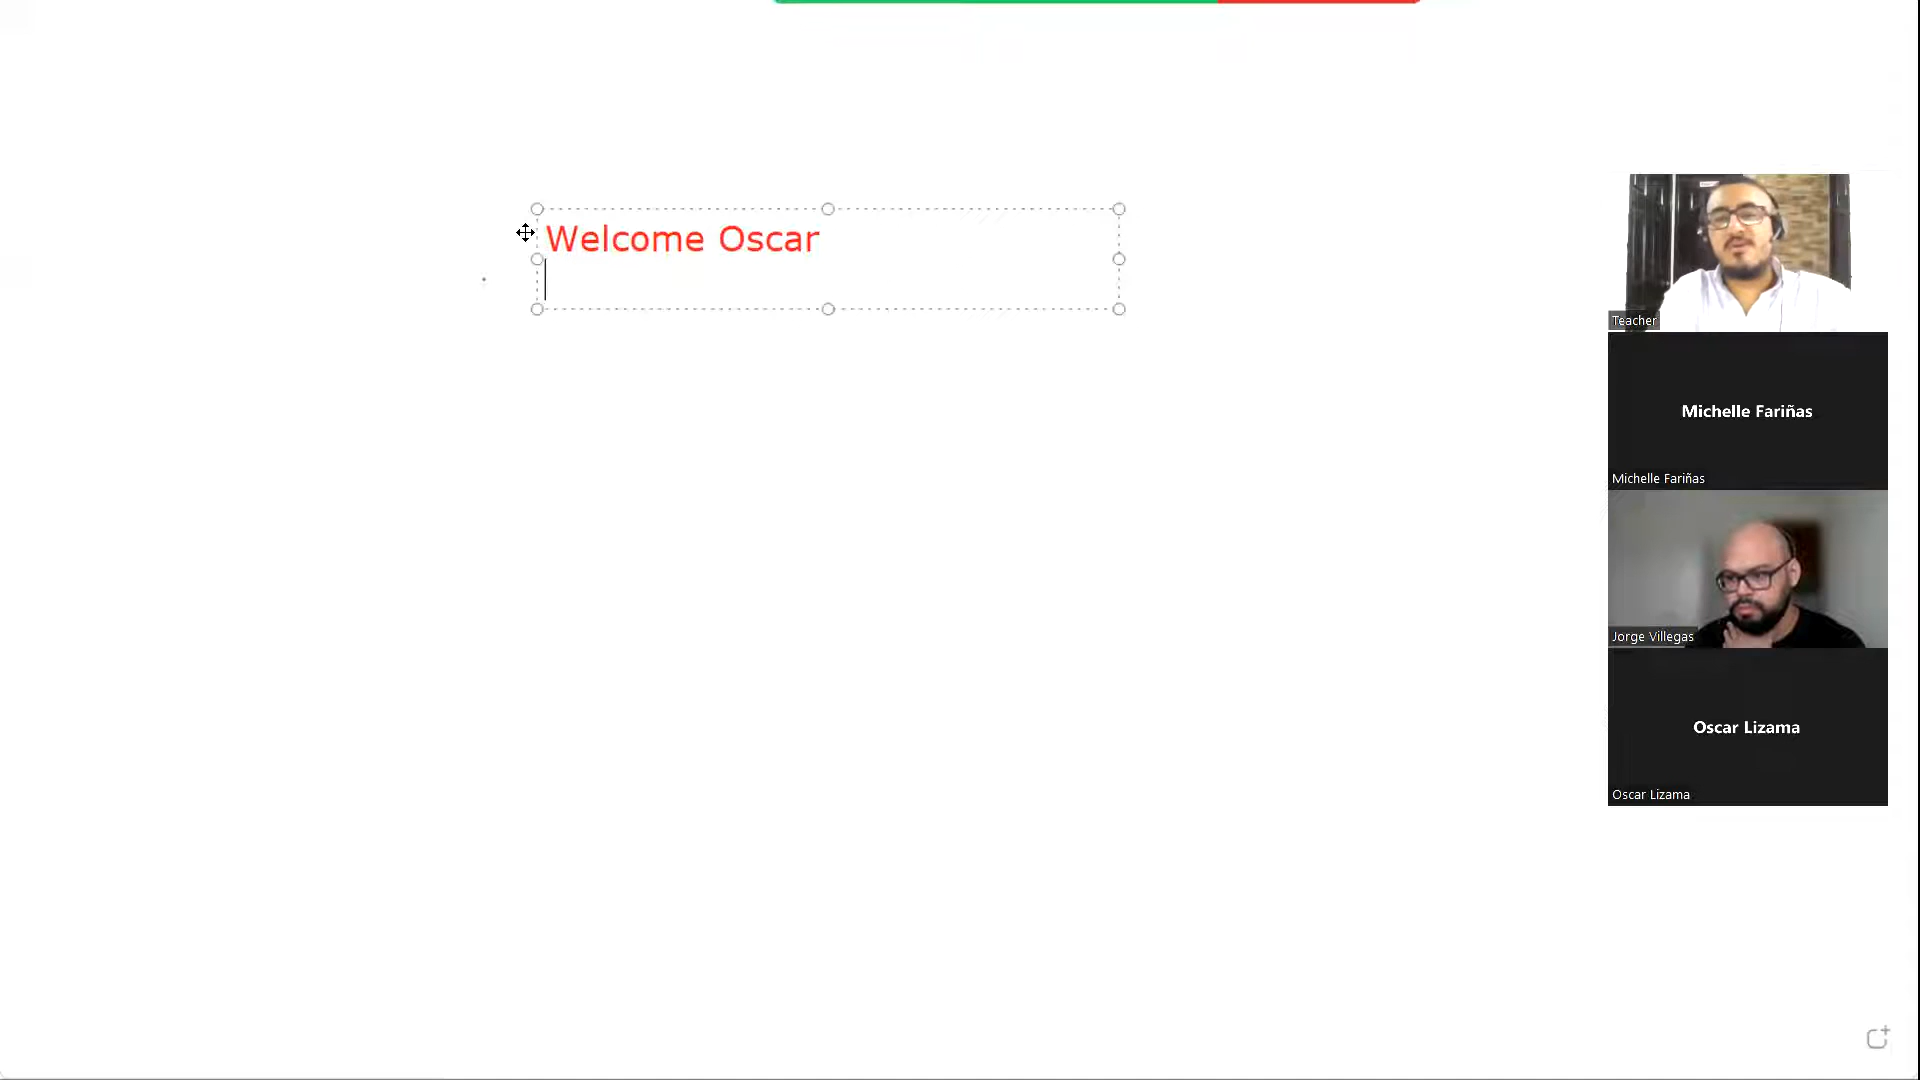 Welcome Oscar
Teacher
Michelle Fariñas
Michelle Fariñas
Jorge Villegas
Oscar Lizama
Oscar Lizama